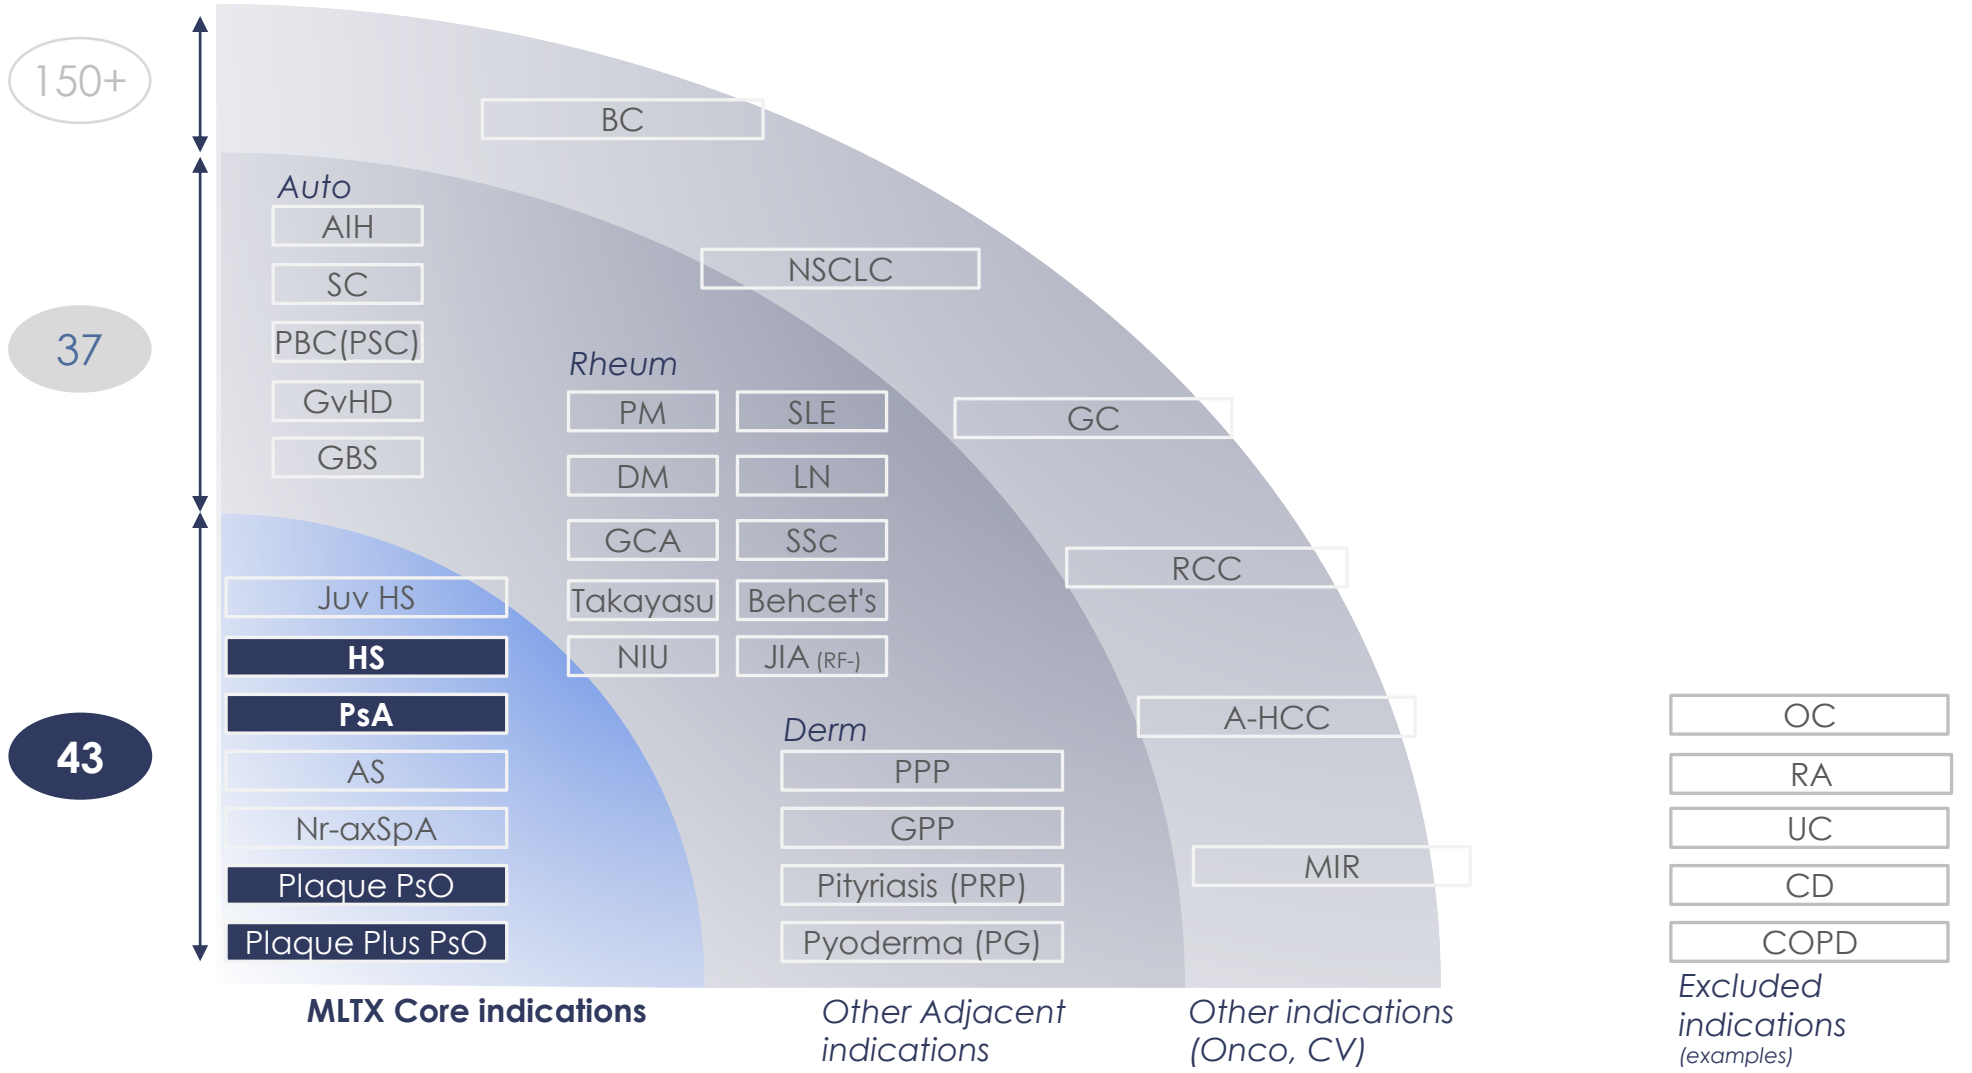 150+
BC
Auto
AIH
SC
PBC(PSC)
GvHD
GBS
37
NSCLC
Rheum
PM
SLE
DM
LN
GCA
SSc
Takayasu
Behcet's
NIU
JIA (RF-)
GC
RCC
A-HCC
MIR
43
Juv HS
HS
PsA
AS
Nr-axSpA
Plaque PsO
Plaque Plus PsO
Derm
PPP
GPP
Pityriasis (PRP)
Pyoderma (PG)
OC
RA
UC
CD
COPD
MLTX Core indications
Other Adjacent
indications
Other indications
(Onco, CV)
Excluded
indications
(examples)